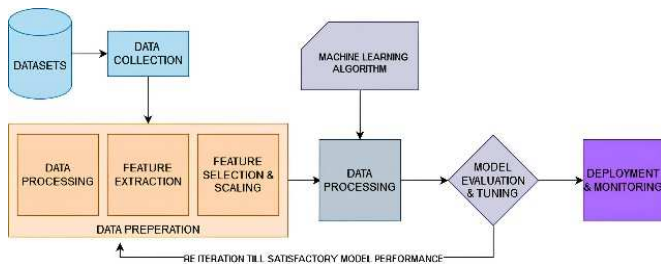 DATASETS
DATA
COLLECTION
MACHINE LEARNING
ALGORITHM
DATA
PROCESSING
FEATURE
EXTRACTION
FEATURE
SELECTION &
SCALING
DATA PREPERATION
DATA
PROCESSING
MODEL
EVALUATION
& TUNING
DEPLOYMENT
& MONITORING
RE ITERATION TILL SATISFACTORY MODEL PERFORMANCE